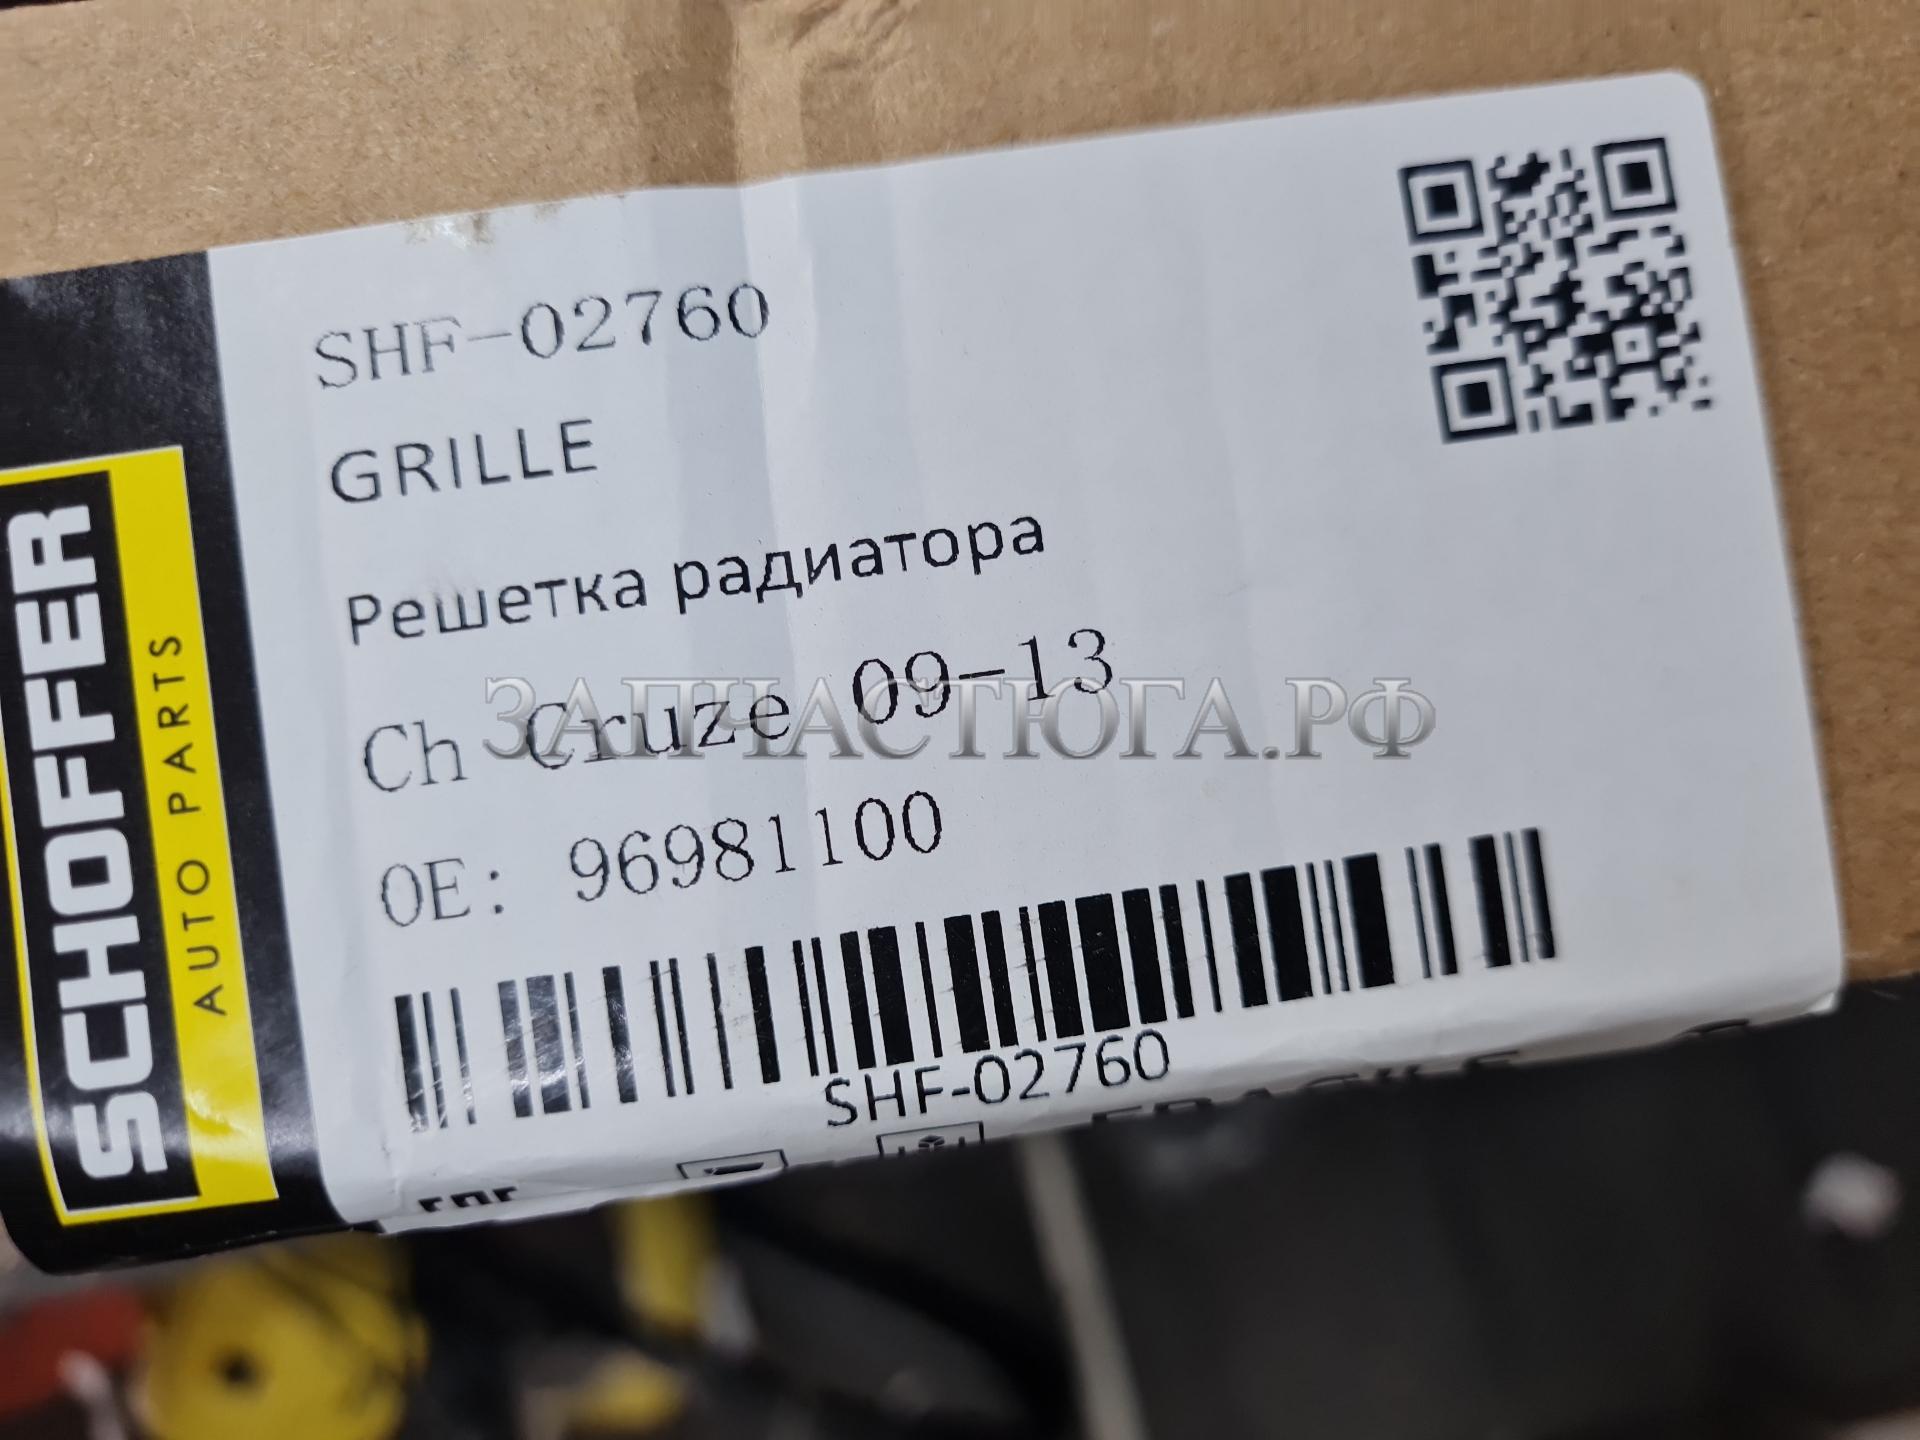 SHF-02760
GRILLE
Решетка радиатора
Ch Cruze 09-13
OE: 96981100
SHF-02760
SCHOFFER
AUTO PARTS
ЗАПЧАСТЮГА.РФ